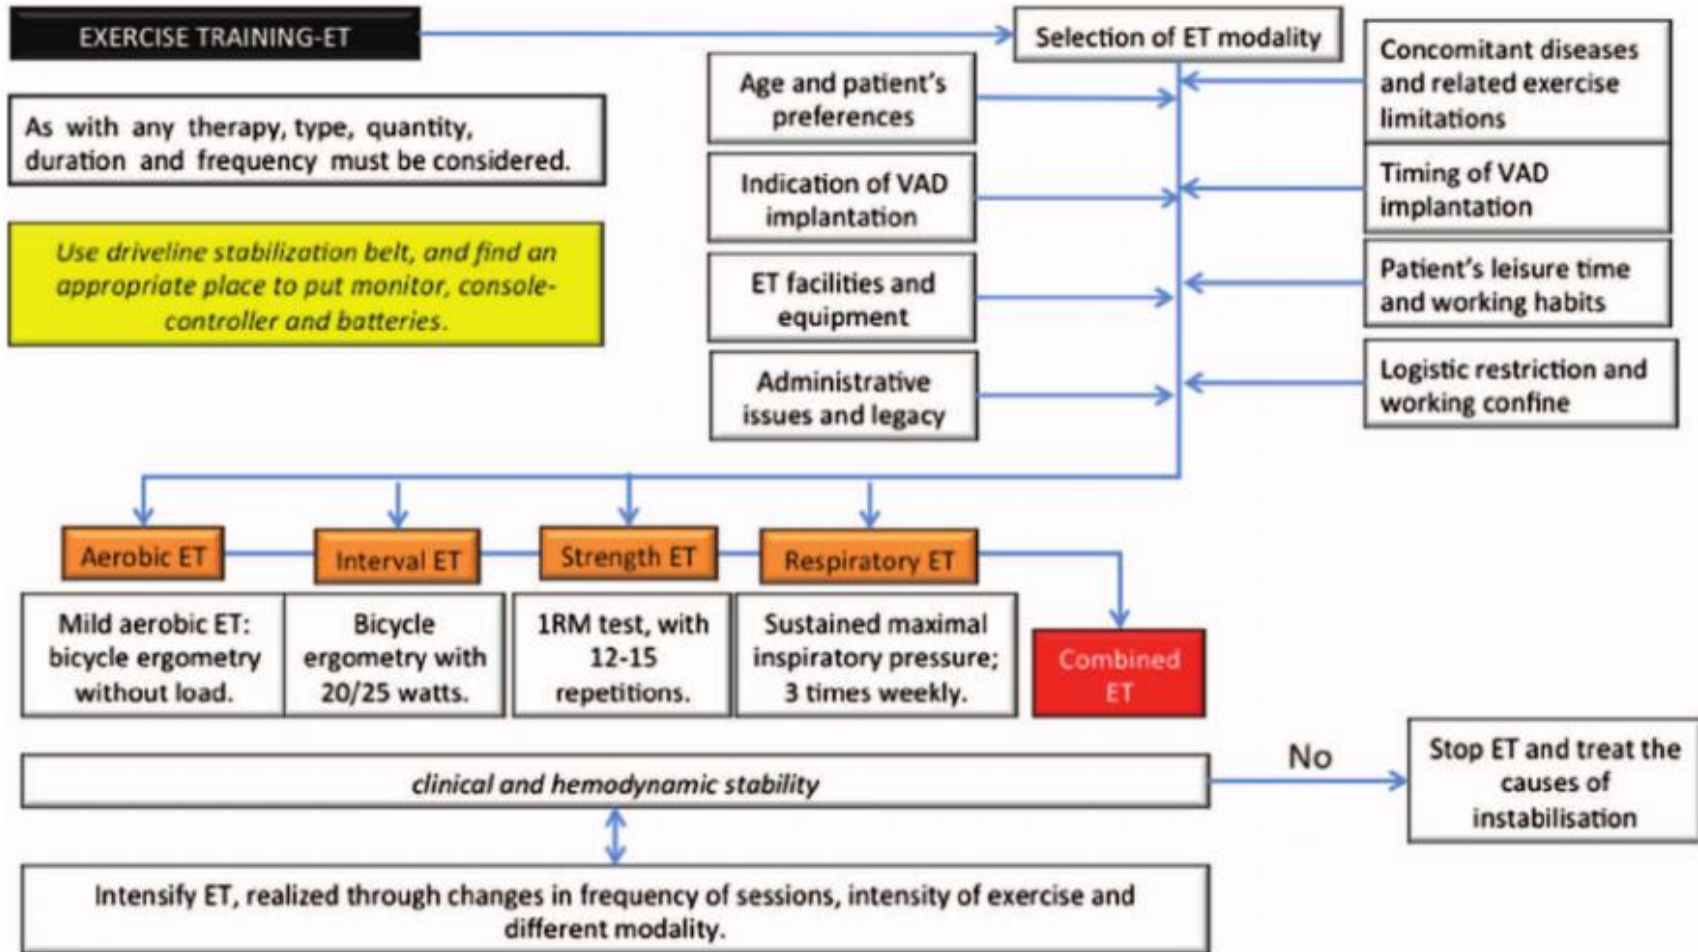 EXERCISE TRAINING-ET
Selection of ET modality
As with any therapy, type, quantity,
duration and frequency must be considered.
Use driveline stabilization belt, and find an
appropriate place to put monitor, console-
controller and batteries.
Age and patient's
preferences
Indication of VAD
implantation
ET facilities and
equipment
Administrative
issues and legacy
Concomitant diseases
and related exercise
limitations
Timing of VAD
implantation
Patient's leisure time
and working habits
Logistic restriction and
working confine
Aerobic ET
Interval ET
Strength ET
Respiratory ET
Mild aerobic ET:
bicycle ergometry
without load.
Bicycle
ergometry with
20/25 watts.
1RM test, with
12-15
repetitions.
Sustained maximal
inspiratory pressure;
3 times weekly.
Combined
ET
clinical and hemodynamic stability
No
Stop ET and treat the
causes of
instabilisation
Intensify ET, realized through changes in frequency of sessions, intensity of exercise and
different modality.